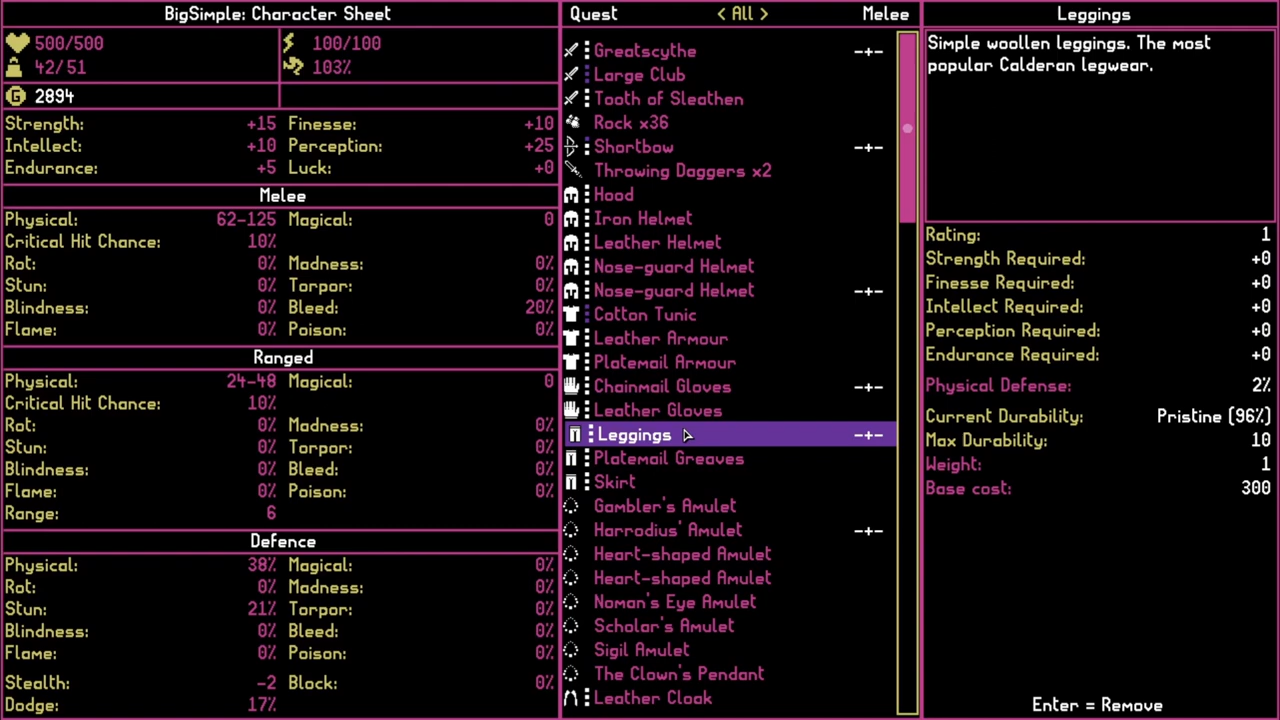 BigSimple: Character Sheet
500/500 100/100
42/51 103%
G 2894
Strength: +15 Finesse: +10
Intellect: +10 Perception: +25
Endurance: +5 Luck: +0
Melee
Physical: 62-125 Magical: 0
Critical Hit Chance: 10%
Rot: 0% Madness: 0%
Stun: 0% Torpor: 0%
Blindness: 0% Bleed: 20%
Flame: 0% Poison: 0%
Ranged
Physical: 24-48 Magical: 0
Critical Hit Chance: 10%
Rot: 0% Madness: 0%
Stun: 0% Torpor: 0%
Blindness: 0% Bleed: 0%
Flame: 0% Poison: 0%
Range: 6
Defence
Physical: 38% Magical: 0%
Rot: 0% Madness: 0%
Stun: 21% Torpor: 0%
Blindness: 0% Bleed: 0%
Flame: 0% Poison: 0%
Stealth: -2 Block: 0%
Dodge: 17%
Quest < All > Melee
Greatscythe -+-
Large Club
Tooth of Sleathen
Rock x36
Shortbow -+-
Throwing Daggers x2
Hood
Iron Helmet
Leather Helmet
Nose-guard Helmet
Nose-guard Helmet -+-
Cotton Tunic
Leather Armour
Platemail Armour
Chainmail Gloves -+-
Leather Gloves
Leggings -+-
Platemail Greaves
Skirt
Gambler's Amulet
Harrodius' Amulet -+-
Heart-shaped Amulet
Heart-shaped Amulet
Noman's Eye Amulet
Scholar's Amulet
Sigil Amulet
The Clown's Pendant
Leather Cloak
Leggings
Simple woollen leggings. The most
popular Calderan legwear.
Rating: 1
Strength Required: +0
Finesse Required: +0
Intellect Required: +0
Perception Required: +0
Endurance Required: +0
Physical Defense: 2%
Current Durability: Pristine (96%)
Max Durability: 10
Weight: 1
Base cost: 300
Enter = Remove